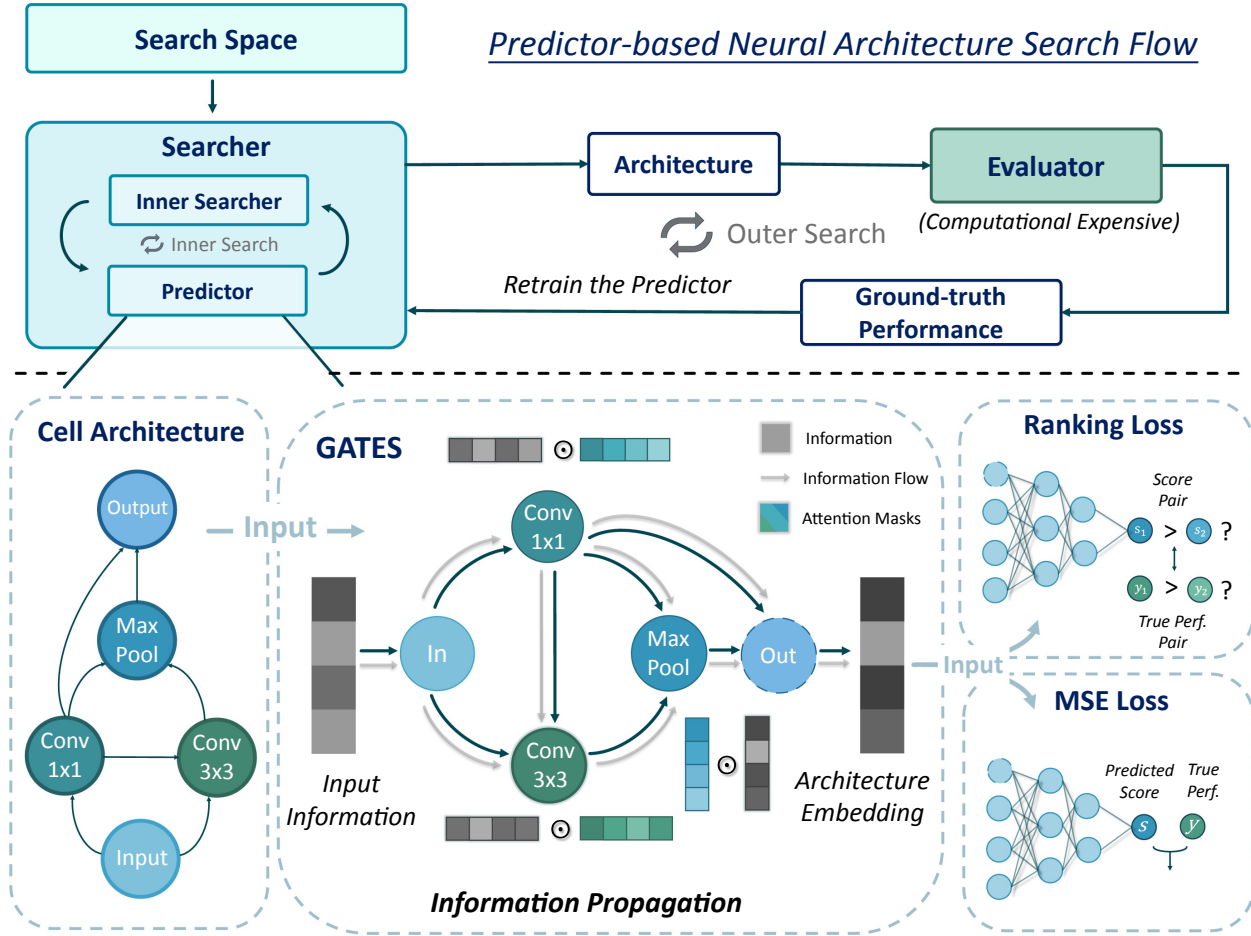 Search Space
Predictor-based Neural Architecture Search Flow
Searcher
Inner Searcher
Inner Search
Predictor
Architecture
Evaluator
(Computational Expensive)
Outer Search
Retrain the Predictor
Ground-truth
Performance
Cell Architecture
Output
Max
Pool
Conv
1x1
Conv
3x3
Input
Input
GATES
Information
Information Flow
Attention Masks
Conv
1x1
In
Max
Pool
Out
Conv
3x3
Input
Information
Architecture
Embedding
Information Propagation
Input
Ranking Loss
Score
Pair
s₁ > s₂ ?
y₁ > y₂ ?
True Perf.
Pair
MSE Loss
Predicted
Score
True
Perf.
s
y